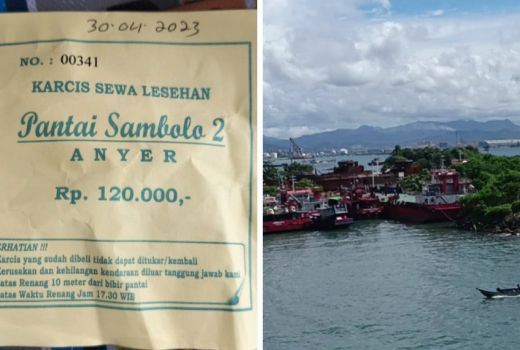 30-04-2023
NO. : 00341
KARCIS SEWA LESEHAN
Pantai Sambolo 2
ANYER
Rp. 120.000,-
ERHATIAN !!!
Karcis yang sudah dibeli tidak dapat ditukar/kembali
Kerusakan dan kehilangan kendaraan diluar tanggung jawab kami
atas Renang 10 meter dari bibir pantai
atas Waktu Renang Jam 17.30 WIB